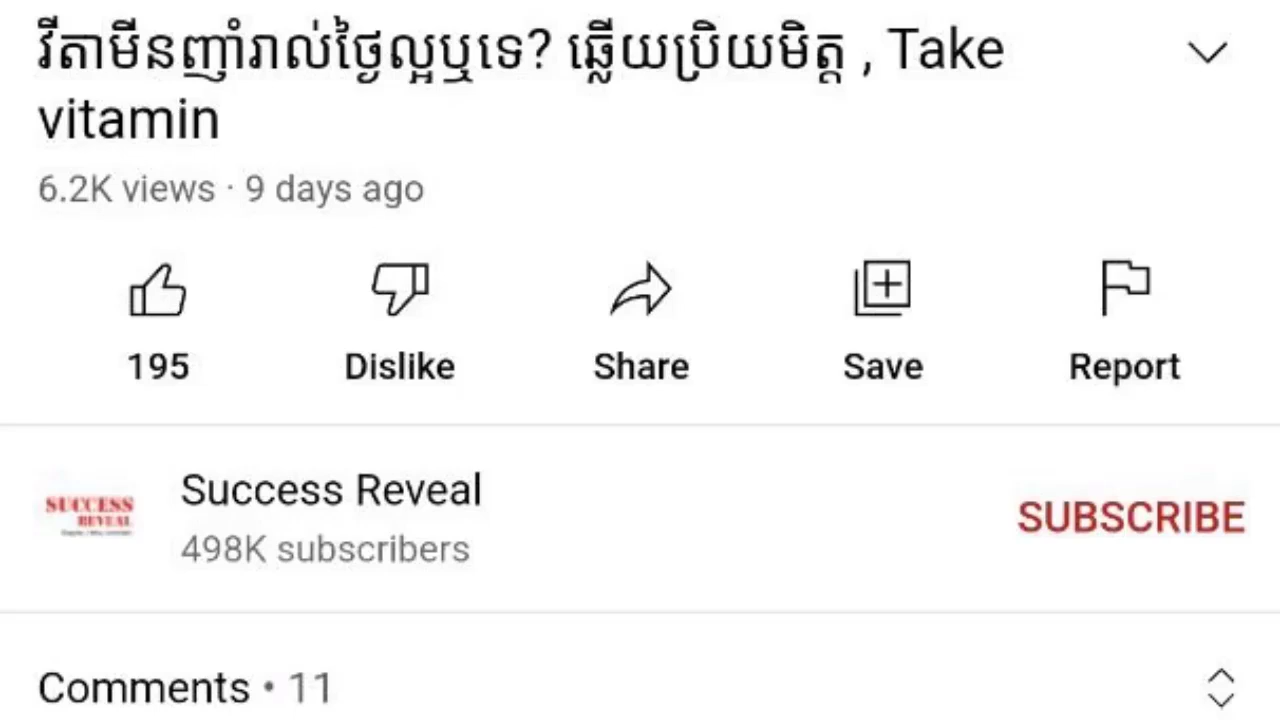 វីតាមីនញ៉ាំរាល់ថ្ងៃល្អឬទេ? ឆ្លើយប្រិយមិត្ត , Take
vitamin
6.2K views · 9 days ago
195 Dislike Share Save Report
SUCCESS
REVEAL
Success Reveal
498K subscribers
SUBSCRIBE
Comments • 11